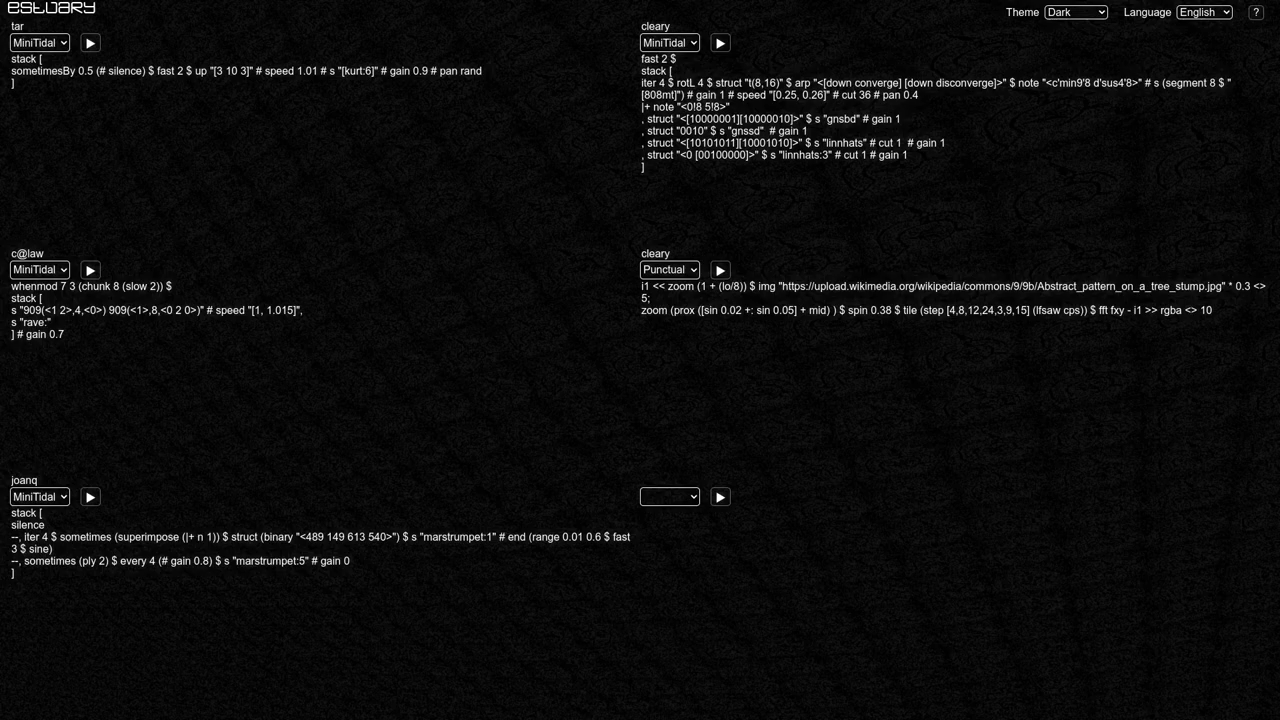 estuary
Theme Dark Language English ?
tar
MiniTidal
stack [
sometimesBy 0.5 (# silence) $ fast 2 $ up "[3 10 3]" # speed 1.01 # s "[kurt:6]" # gain 0.9 # pan rand
]
cleary
MiniTidal
fast 2 $
stack [
iter 4 $ rotL 4 $ struct "t(8,16)" $ arp "<[down converge] [down disconverge]>" $ note "<c'min9'8 d'sus4'8>" # s (segment 8 $ "
[808mt]") # gain 1 # speed "[0.25, 0.26]" # cut 36 # pan 0.4
|+ note "<0!8 5!8>"
, struct "<[10000001][10000010]>" $ s "gnsbd" # gain 1
, struct "0010" $ s "gnssd" # gain 1
, struct "<[10101011][10001010]>" $ s "linnhats" # cut 1 # gain 1
, struct "<0 [00100000]>" $ s "linnhats:3" # cut 1 # gain 1
]
c@law
MiniTidal
whenmod 7 3 (chunk 8 (slow 2)) $
stack [
s "909(<1 2>,4,<0>) 909(<1>,8,<0 2 0>)" # speed "[1, 1.015]",
s "rave:"
] # gain 0.7
cleary
Punctual
i1 << zoom (1 + (lo/8)) $ img "https://upload.wikimedia.org/wikipedia/commons/9/9b/Abstract_pattern_on_a_tree_stump.jpg" * 0.3 <>
5;
zoom (prox ([sin 0.02 +: sin 0.05] + mid) ) $ spin 0.38 $ tile (step [4,8,12,24,3,9,15] (lfsaw cps)) $ fft fxy - i1 >> rgba <> 10
joanq
MiniTidal
stack [
silence
--, iter 4 $ sometimes (superimpose (|+ n 1)) $ struct (binary "<489 149 613 540>") $ s "marstrumpet:1" # end (range 0.01 0.6 $ fast
3 $ sine)
--, sometimes (ply 2) $ every 4 (# gain 0.8) $ s "marstrumpet:5" # gain 0
]